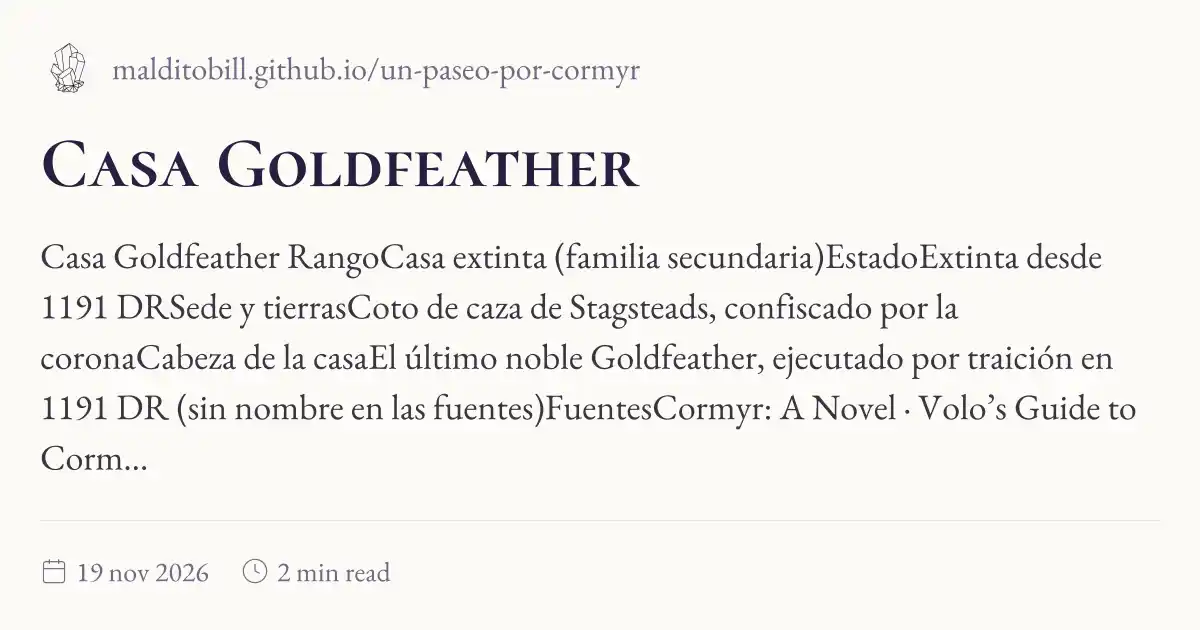 malditobill.github.io/un-paseo-por-cormyr
Casa Goldfeather
Casa Goldfeather RangoCasa extinta (familia secundaria)EstadoExtinta desde
1191 DRSede y tierrasCoto de caza de Stagsteads, confiscado por la
coronaCabeza de la casaEl último noble Goldfeather, ejecutado por traición en
1191 DR (sin nombre en las fuentes)FuentesCormyr: A Novel · Volo’s Guide to
Corm...
19 nov 2026 2 min read